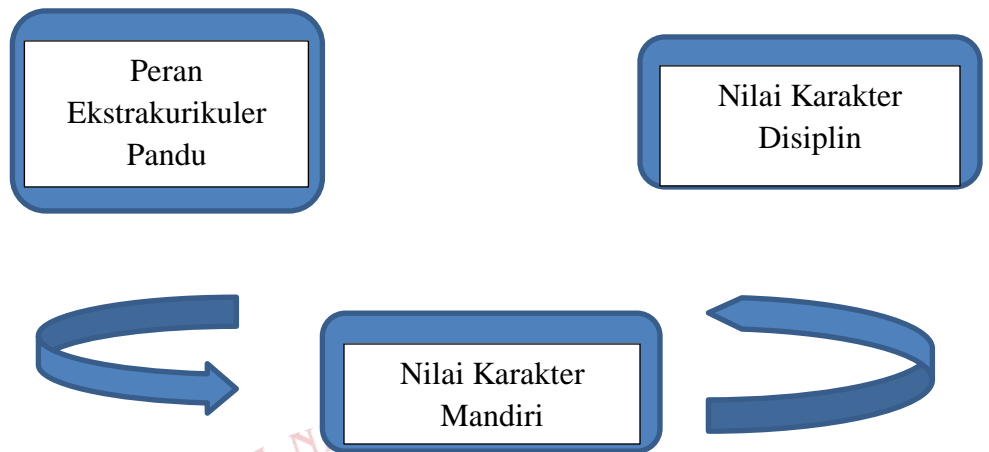 Peran
Ekstrakurikuler
Pandu
Nilai Karakter
Disiplin
Nilai Karakter
Mandiri